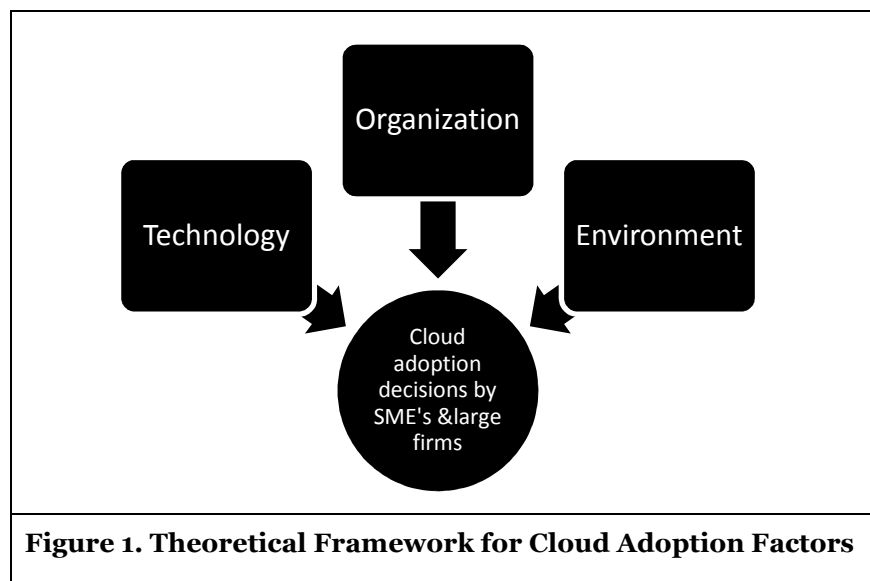 Organization
Technology
Environment
Cloud
adoption
decisions by
SME's &large
firms
Figure 1. Theoretical Framework for Cloud Adoption Factors